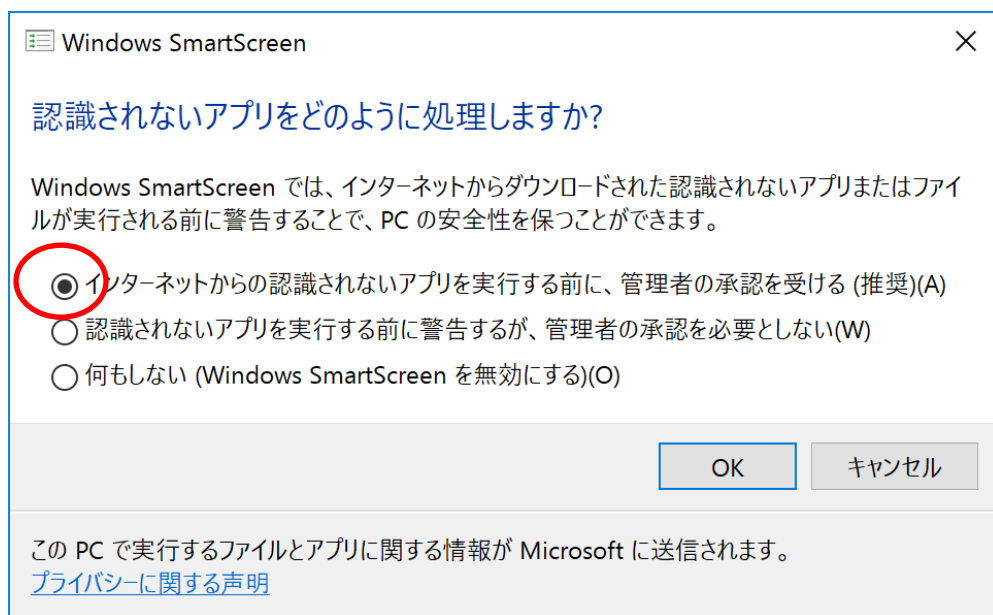 Windows SmartScreen
認識されないアプリをどのように処理しますか?
Windows SmartScreen では、インターネットからダウンロードされた認識されないアプリまたはファイ
ルが実行される前に警告することで、PC の安全性を保つことができます。
インターネットからの認識されないアプリを実行する前に、管理者の承認を受ける (推奨)(A)
認識されないアプリを実行する前に警告するが、管理者の承認を必要としない(W)
何もしない (Windows SmartScreen を無効にする)(O)
OK
キャンセル
この PC で実行するファイルとアプリに関する情報が Microsoft に送信されます。
プライバシーに関する声明